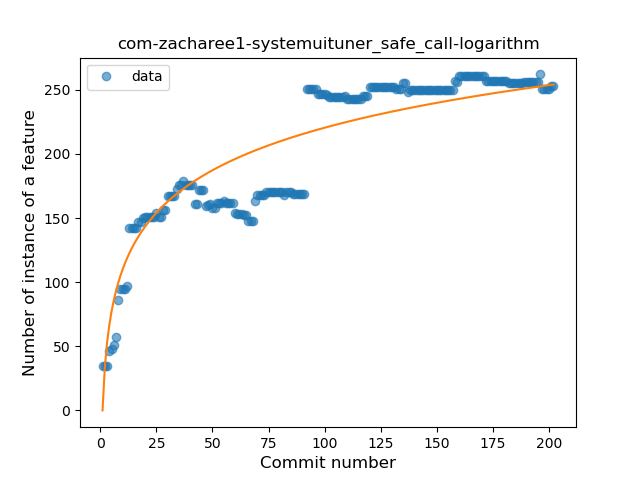 com-zacharee1-systemuituner_safe_call-logarithm
data
Number of instance of a feature
250
200
150
100
50
0
0 25 50 75 100 125 150 175 200
Commit number